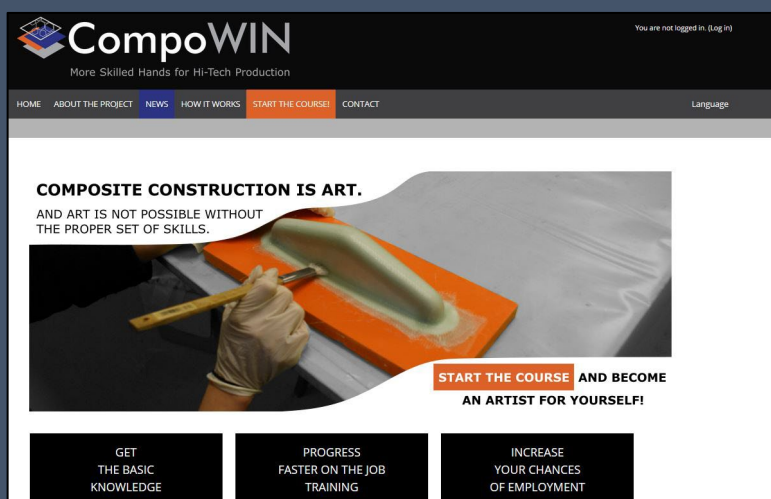 CompoWIN
More Skilled Hands for Hi-Tech Production
You are not logged in. (Log in)
HOME ABOUT THE PROJECT NEWS HOW IT WORKS START THE COURSE! CONTACT Language
COMPOSITE CONSTRUCTION IS ART.
AND ART IS NOT POSSIBLE WITHOUT
THE PROPER SET OF SKILLS.
START THE COURSE AND BECOME
AN ARTIST FOR YOURSELF!
GET
THE BASIC
KNOWLEDGE
PROGRESS
FASTER ON THE JOB
TRAINING
INCREASE
YOUR CHANCES
OF EMPLOYMENT